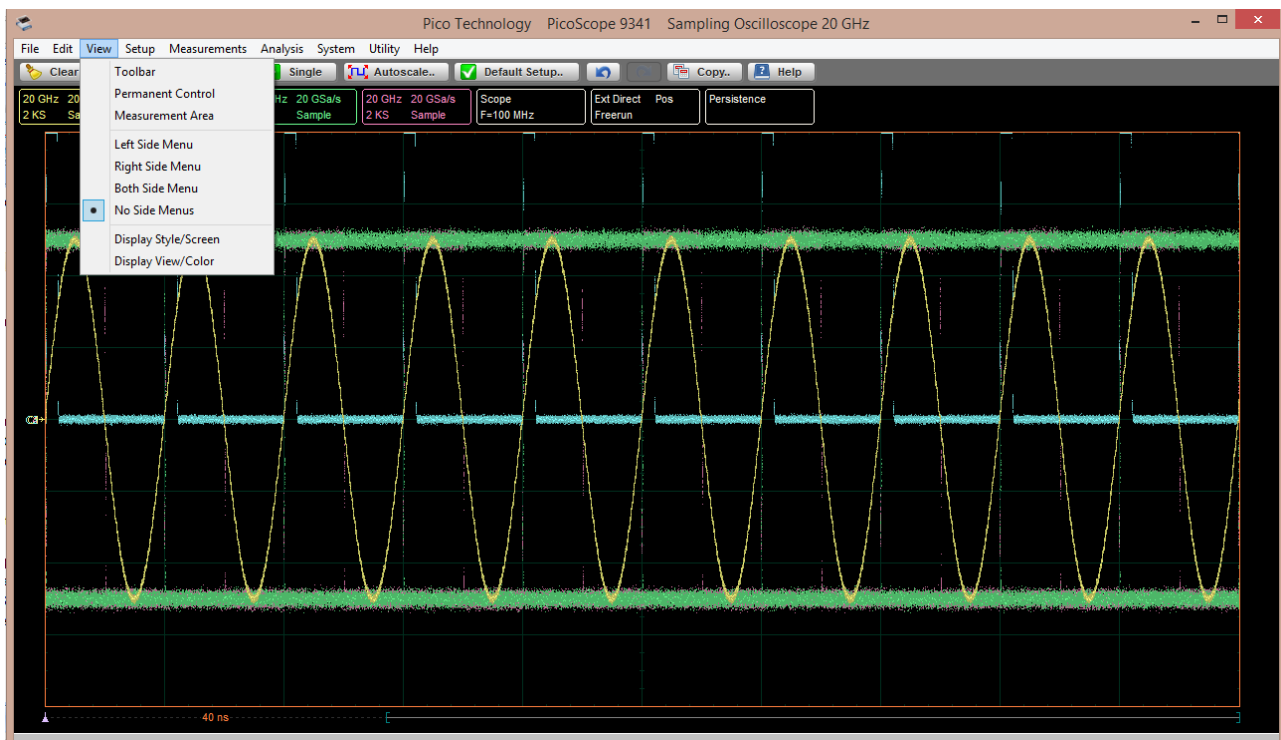 Pico Technology PicoScope 9341 Sampling Oscilloscope 20 GHz
File Edit View Setup Measurements Analysis System Utility Help
Clear Single Autoscale.. Default Setup.. Copy.. Help
Toolbar
Permanent Control
Measurement Area
Left Side Menu
Right Side Menu
Both Side Menu
No Side Menus
Display Style/Screen
Display View/Color
20 GHz 20 Hz 20 GSa/s 20 GHz 20 GSa/s Scope Ext Direct Pos Persistence
2 KS Sa Sample 2 KS Sample F=100 MHz Freerun
40 ns